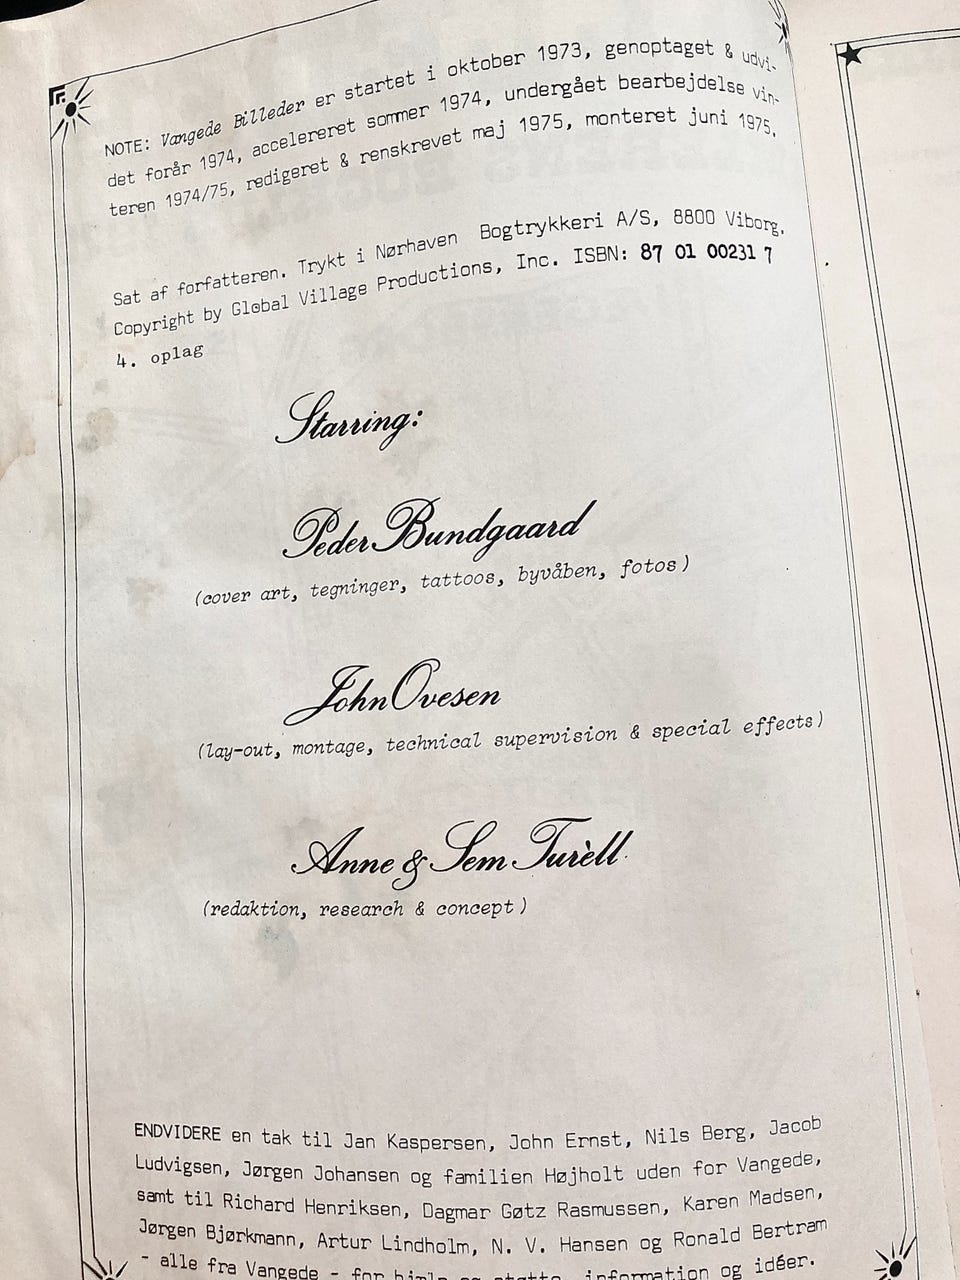 NOTE: Vangede Billeder er startet i oktober 1973, genoptaget & udvi-
det forår 1974, accelereret sommer 1974, undergået bearbejdelse vin-
teren 1974/75, redigeret & renskrevet maj 1975, monteret juni 1975.
Sat af forfatteren. Trykt i Nørhaven Bogtrykkeri A/S, 8800 Viborg.
Copyright by Global Village Productions, Inc. ISBN: 87 01 00231 7
4. oplag
Starring:
Peder Bundgaard
(cover art, tegninger, tattoos, byvåben, fotos)
John Ovesen
(lay-out, montage, technical supervision & special effects)
Anne & Sem Turèll
(redaktion, research & concept)
ENDVIDERE en tak til Jan Kaspersen, John Ernst, Nils Berg, Jacob
Ludvigsen, Jørgen Johansen og familien Højholt uden for Vangede,
samt til Richard Henriksen, Dagmar Gøtz Rasmussen, Karen Madsen,
Jørgen Bjørkmann, Artur Lindholm, N. V. Hansen og Ronald Bertram
- alle fra Vangede - for hjælp og støtte, information og idéer.